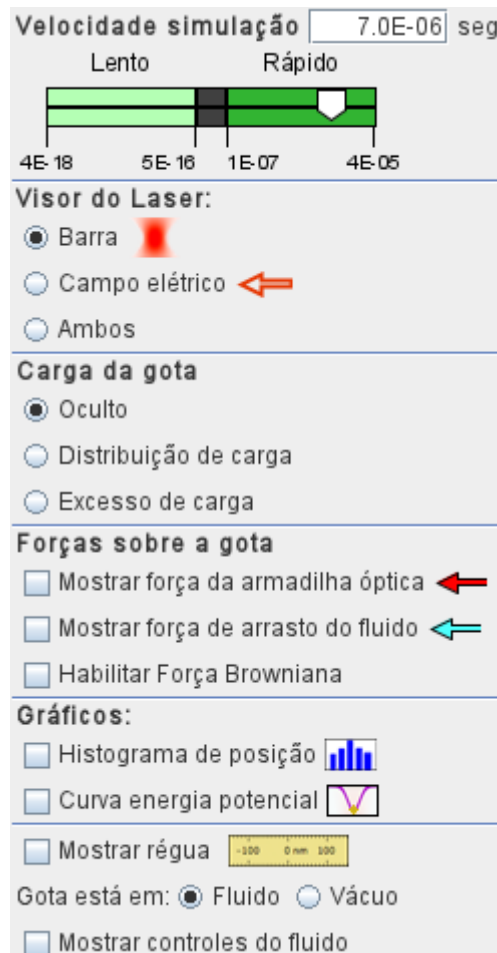 Velocidade simulação 7.0E-06 seg
Lento Rápido
4E-18 5E-16 1E-07 4E-05
Visor do Laser:
Barra
Campo elétrico
Ambos
Carga da gota
Oculto
Distribuição de carga
Excesso de carga
Forças sobre a gota
Mostrar força da armadilha óptica
Mostrar força de arrasto do fluido
Habilitar Força Browniana
Gráficos:
Histograma de posição
Curva energia potencial
Mostrar régua -100 0 nm 100
Gota está em: Fluido Vácuo
Mostrar controles do fluido